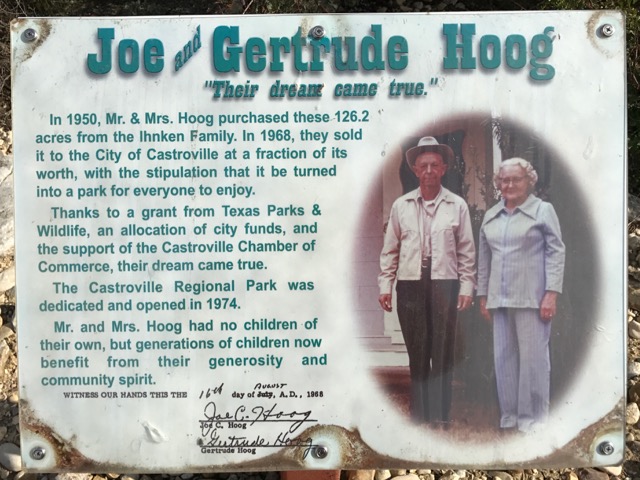 Joe and Gertrude Hoog
"Their dream came true."
In 1950, Mr. & Mrs. Hoog purchased these 126.2
acres from the Ihnken Family. In 1968, they sold
it to the City of Castroville at a fraction of its
worth, with the stipulation that it be turned
into a park for everyone to enjoy.
Thanks to a grant from Texas Parks &
Wildlife, an allocation of city funds, and
the support of the Castroville Chamber of
Commerce, their dream came true.
The Castroville Regional Park was
dedicated and opened in 1974.
Mr. and Mrs. Hoog had no children of
their own, but generations of children now
benefit from their generosity and
community spirit.
AUGUST
WITNESS OUR HANDS THIS THE 16th day of July, A.D., 1968
Joe C. Hoog
Joe C. Hoog
Gertrude Hoog
Gertrude Hoog